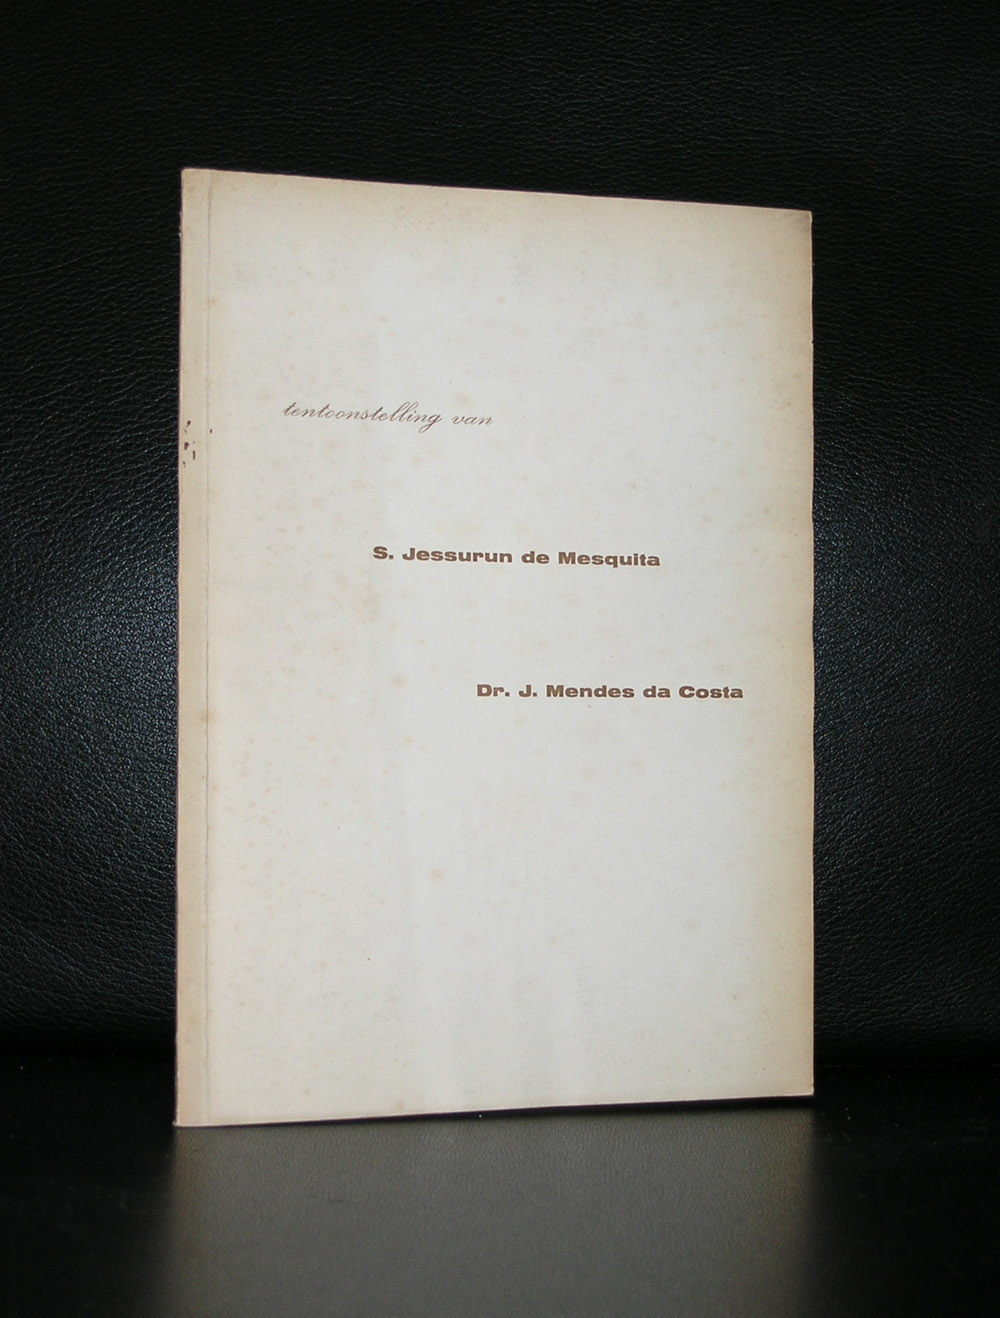 tentoonstelling van
S. Jessurun de Mesquita
Dr. J. Mendes da Costa